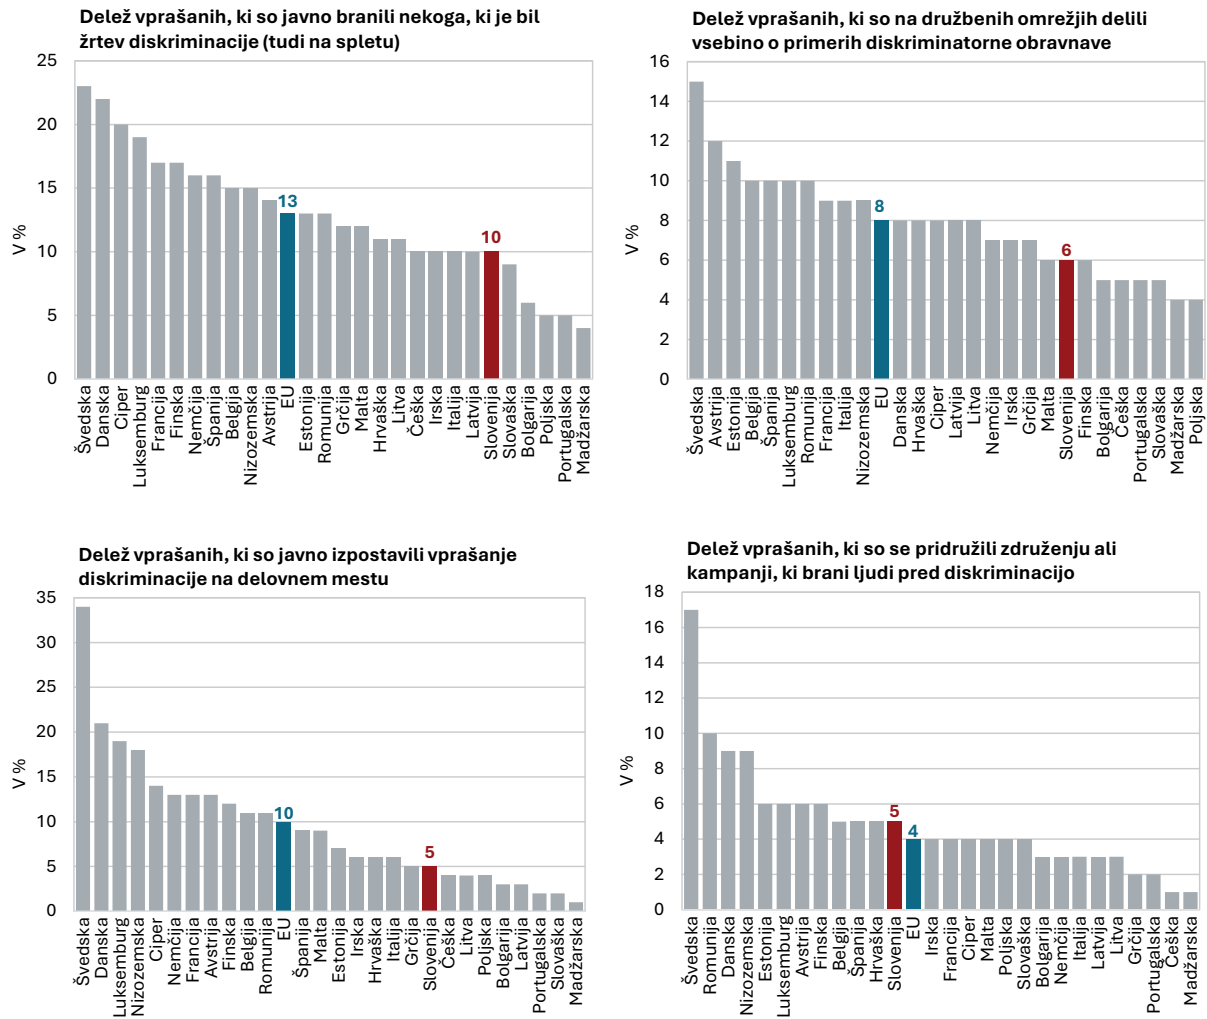 Delež vprašanih, ki so javno branili nekoga, ki je bil
žrtev diskriminacije (tudi na spletu)
25
20
15
10
5
0
V %
13
10
Švedska
Danska
Ciper
Luksemburg
Francija
Finska
Nemčija
Španija
Belgija
Nizozemska
Avstrija
EU
Estonija
Romunija
Grčija
Malta
Hrvaška
Litva
Češka
Irska
Italija
Latvija
Slovenija
Slovaška
Bolgarija
Poljska
Portugalska
Madžarska
Delež vprašanih, ki so na družbenih omrežjih delili
vsebino o primerih diskriminatorne obravnave
16
14
12
10
8
6
4
2
0
V %
8
6
Švedska
Avstrija
Estonija
Belgija
Španija
Luksemburg
Romunija
Francija
Italija
Nizozemska
EU
Danska
Hrvaška
Ciper
Latvija
Litva
Nemčija
Irska
Grčija
Malta
Slovenija
Finska
Bolgarija
Češka
Portugalska
Slovaška
Madžarska
Poljska
Delež vprašanih, ki so javno izpostavili vprašanje
diskriminacije na delovnem mestu
35
30
25
20
15
10
5
0
V %
10
5
Švedska
Danska
Luksemburg
Nizozemska
Ciper
Nemčija
Francija
Avstrija
Finska
Belgija
Romunija
EU
Španija
Malta
Estonija
Irska
Hrvaška
Italija
Grčija
Slovenija
Češka
Litva
Poljska
Bolgarija
Latvija
Portugalska
Slovaška
Madžarska
Delež vprašanih, ki so se pridružili združenju ali
kampanji, ki brani ljudi pred diskriminacijo
18
16
14
12
10
8
6
4
2
0
V %
5
4
Švedska
Romunija
Danska
Nizozemska
Estonija
Luksemburg
Avstrija
Finska
Belgija
Španija
Hrvaška
Slovenija
EU
Irska
Francija
Ciper
Malta
Poljska
Slovaška
Bolgarija
Nemčija
Italija
Latvija
Litva
Grčija
Portugalska
Češka
Madžarska